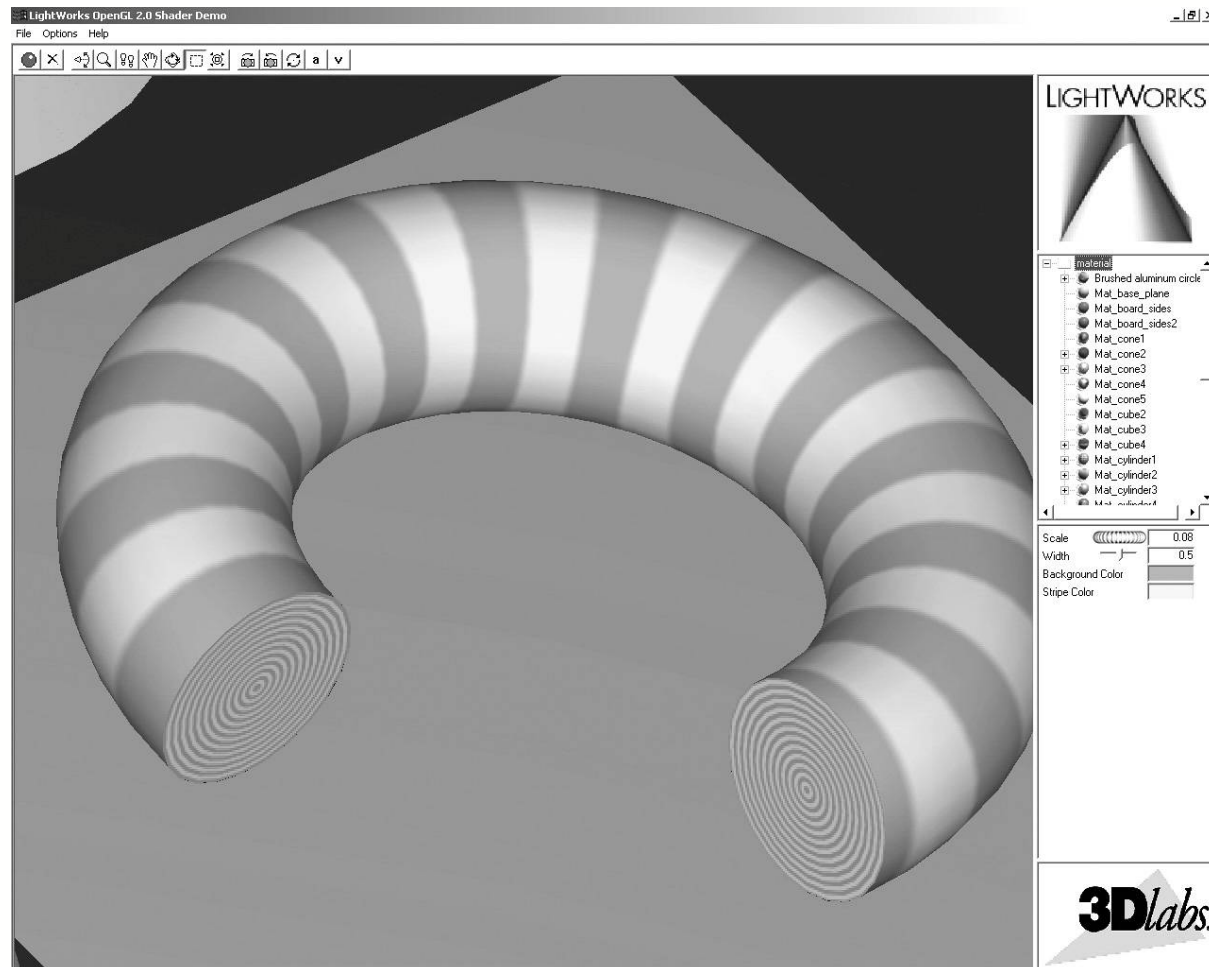 LightWorks OpenGL 2.0 Shader Demo
File Options Help
a v
LIGHTWORKS
material
Brushed aluminum circle
Mat_base_plane
Mat_board_sides
Mat_board_sides2
Mat_cone1
Mat_cone2
Mat_cone3
Mat_cone4
Mat_cone5
Mat_cube2
Mat_cube3
Mat_cube4
Mat_cylinder1
Mat_cylinder2
Mat_cylinder3
Mat_cylinder4
Scale 0.08
Width 0.5
Background Color
Stripe Color
3Dlabs.